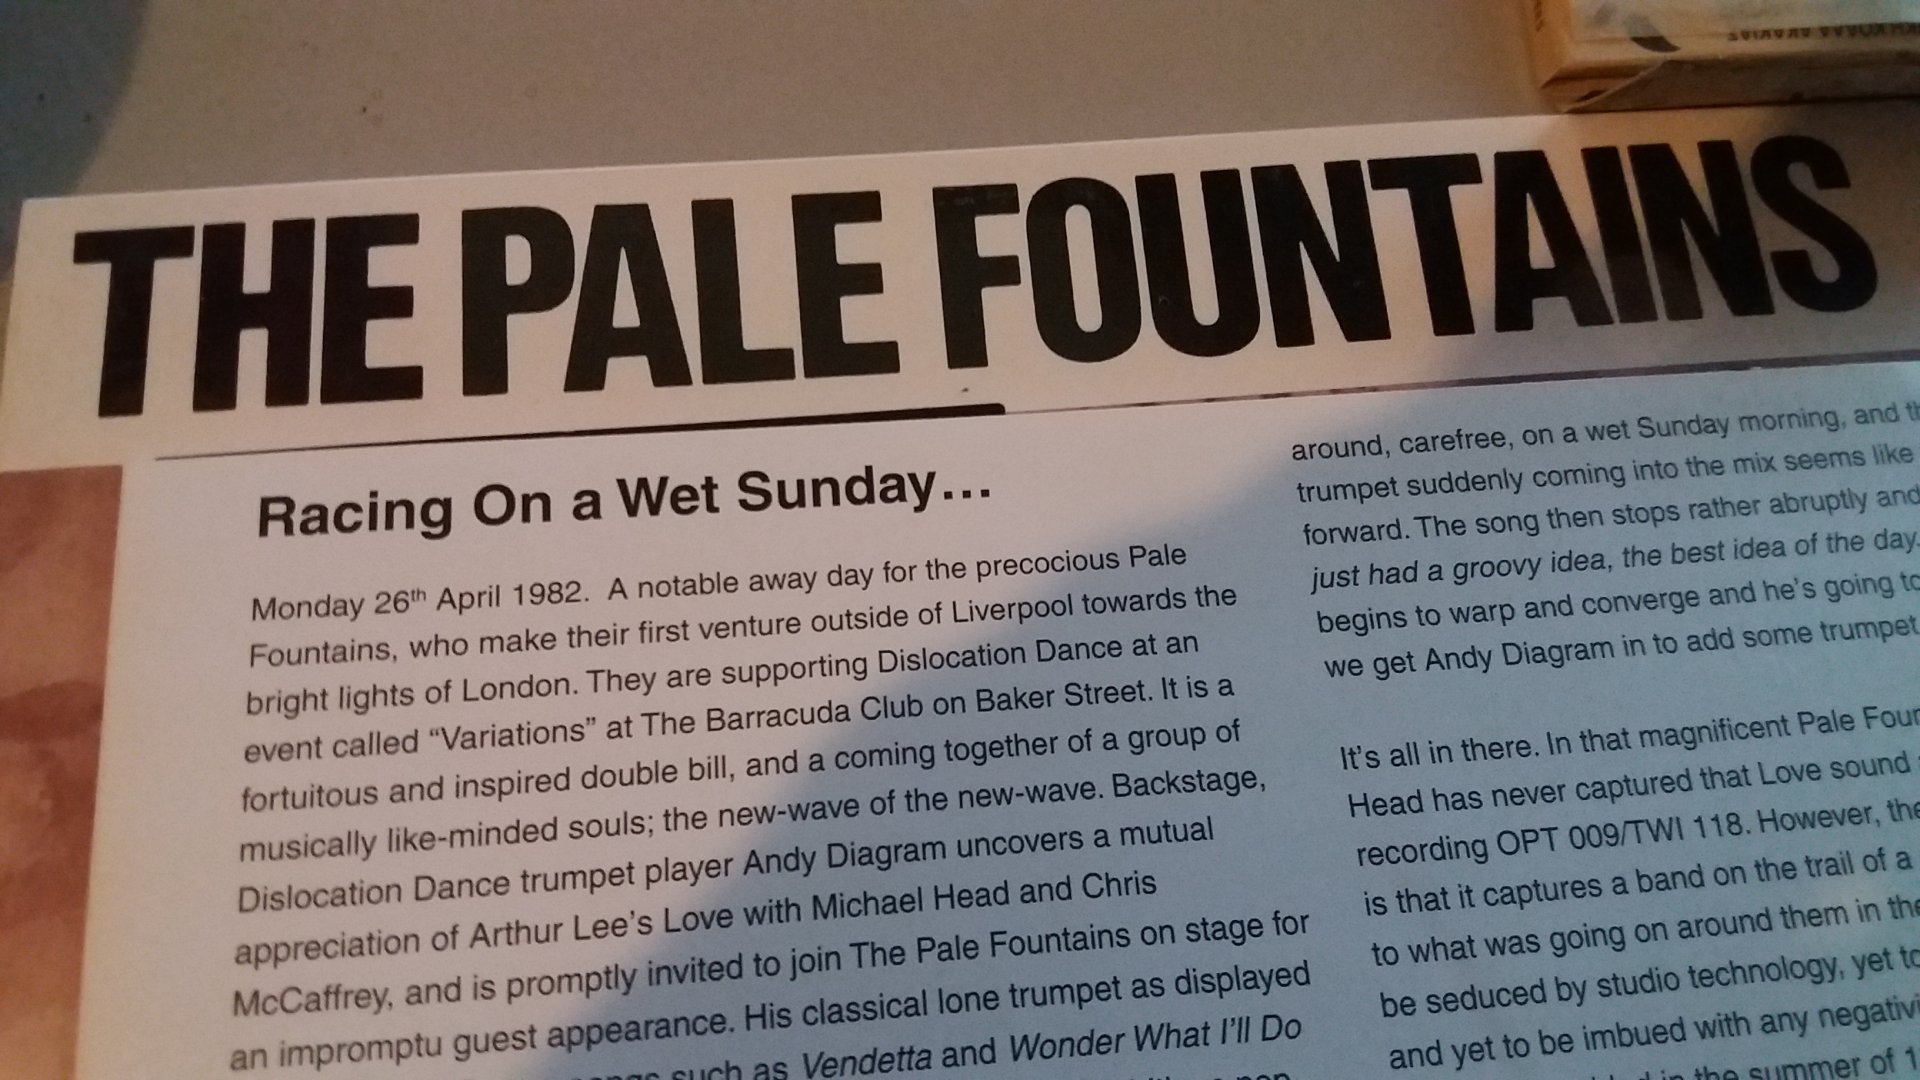 THE PALE FOUNTAINS
Racing On a Wet Sunday...
Monday 26th April 1982. A notable away day for the precocious Pale
Fountains, who make their first venture outside of Liverpool towards the
bright lights of London. They are supporting Dislocation Dance at an
event called “Variations” at The Barracuda Club on Baker Street. It is a
fortuitous and inspired double bill, and a coming together of a group of
musically like-minded souls; the new-wave of the new-wave. Backstage,
Dislocation Dance trumpet player Andy Diagram uncovers a mutual
appreciation of Arthur Lee’s Love with Michael Head and Chris
McCaffrey, and is promptly invited to join The Pale Fountains on stage for
an impromptu guest appearance. His classical lone trumpet as displayed
such as Vendetta and Wonder What I’ll Do
around, carefree, on a wet Sunday morning, and
trumpet suddenly coming into the mix seems like
forward. The song then stops rather abruptly and
just had a groovy idea, the best idea of the day.
begins to warp and converge and he’s going to
we get Andy Diagram in to add some trumpet
It’s all in there. In that magnificent Pale
Head has never captured that Love sound
recording OPT 009/TWI 118. However, the
is that it captures a band on the trail of a
to what was going on around them in the
be seduced by studio technology, yet to
and yet to be imbued with any
in the summer of